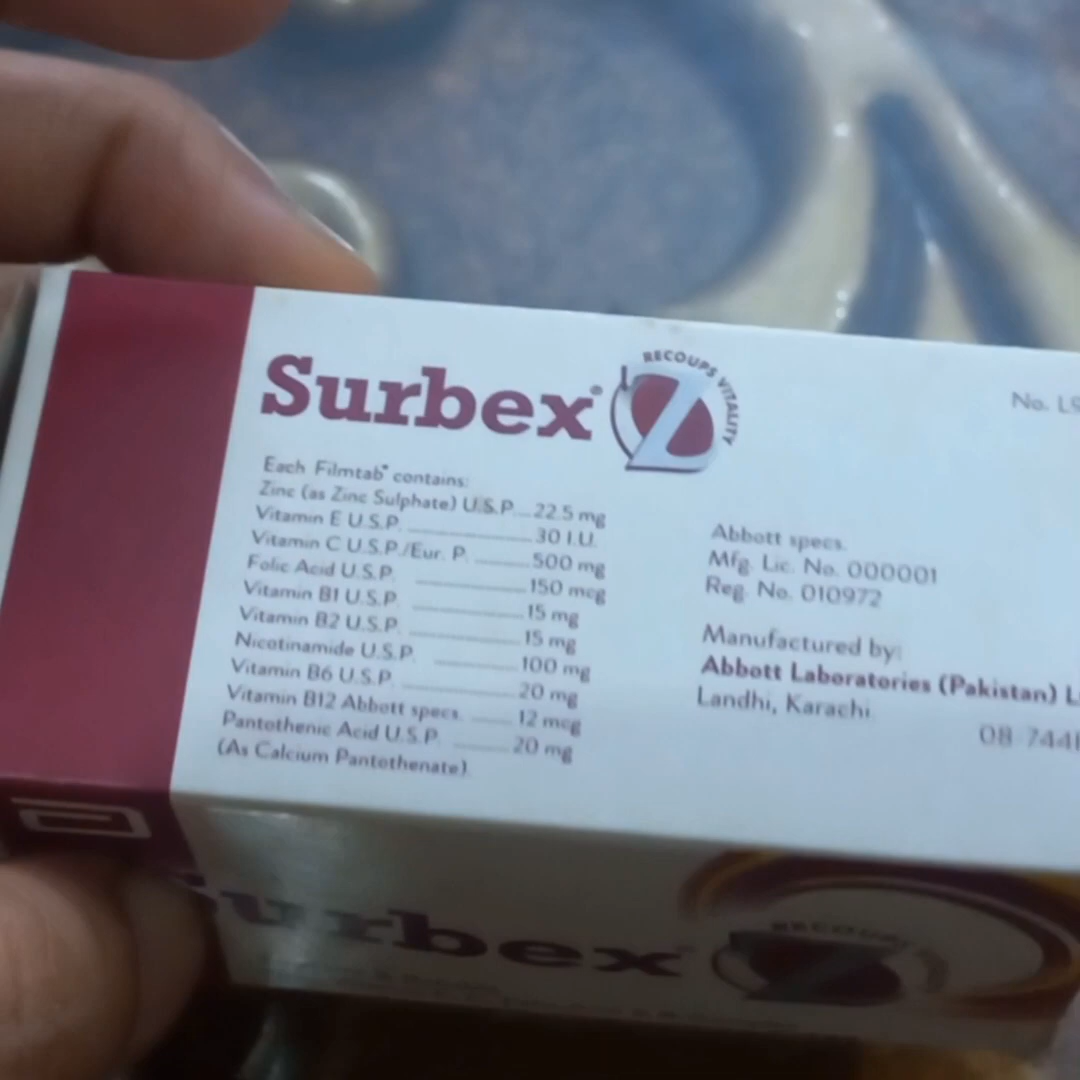 Surbex®
RECOUPS VITALITY
No. L9
Each Filmtab* contains:
Zinc (as Zinc Sulphate) U.S.P. 22.5 mg
Vitamin E U.S.P. 30 I.U.
Vitamin C U.S.P./Eur. P. 500 mg
Folic Acid U.S.P. 150 mcg
Vitamin B1 U.S.P. 15 mg
Vitamin B2 U.S.P. 15 mg
Nicotinamide U.S.P. 100 mg
Vitamin B6 U.S.P. 20 mg
Vitamin B12 Abbott specs. 12 mcg
Pantothenic Acid U.S.P. 20 mg
(As Calcium Pantothenate)
Abbott specs.
Mfg. Lic. No. 000001
Reg. No. 010972
Manufactured by:
Abbott Laboratories (Pakistan) L
Landhi, Karachi.
08 744
Surbex
RECOUPS